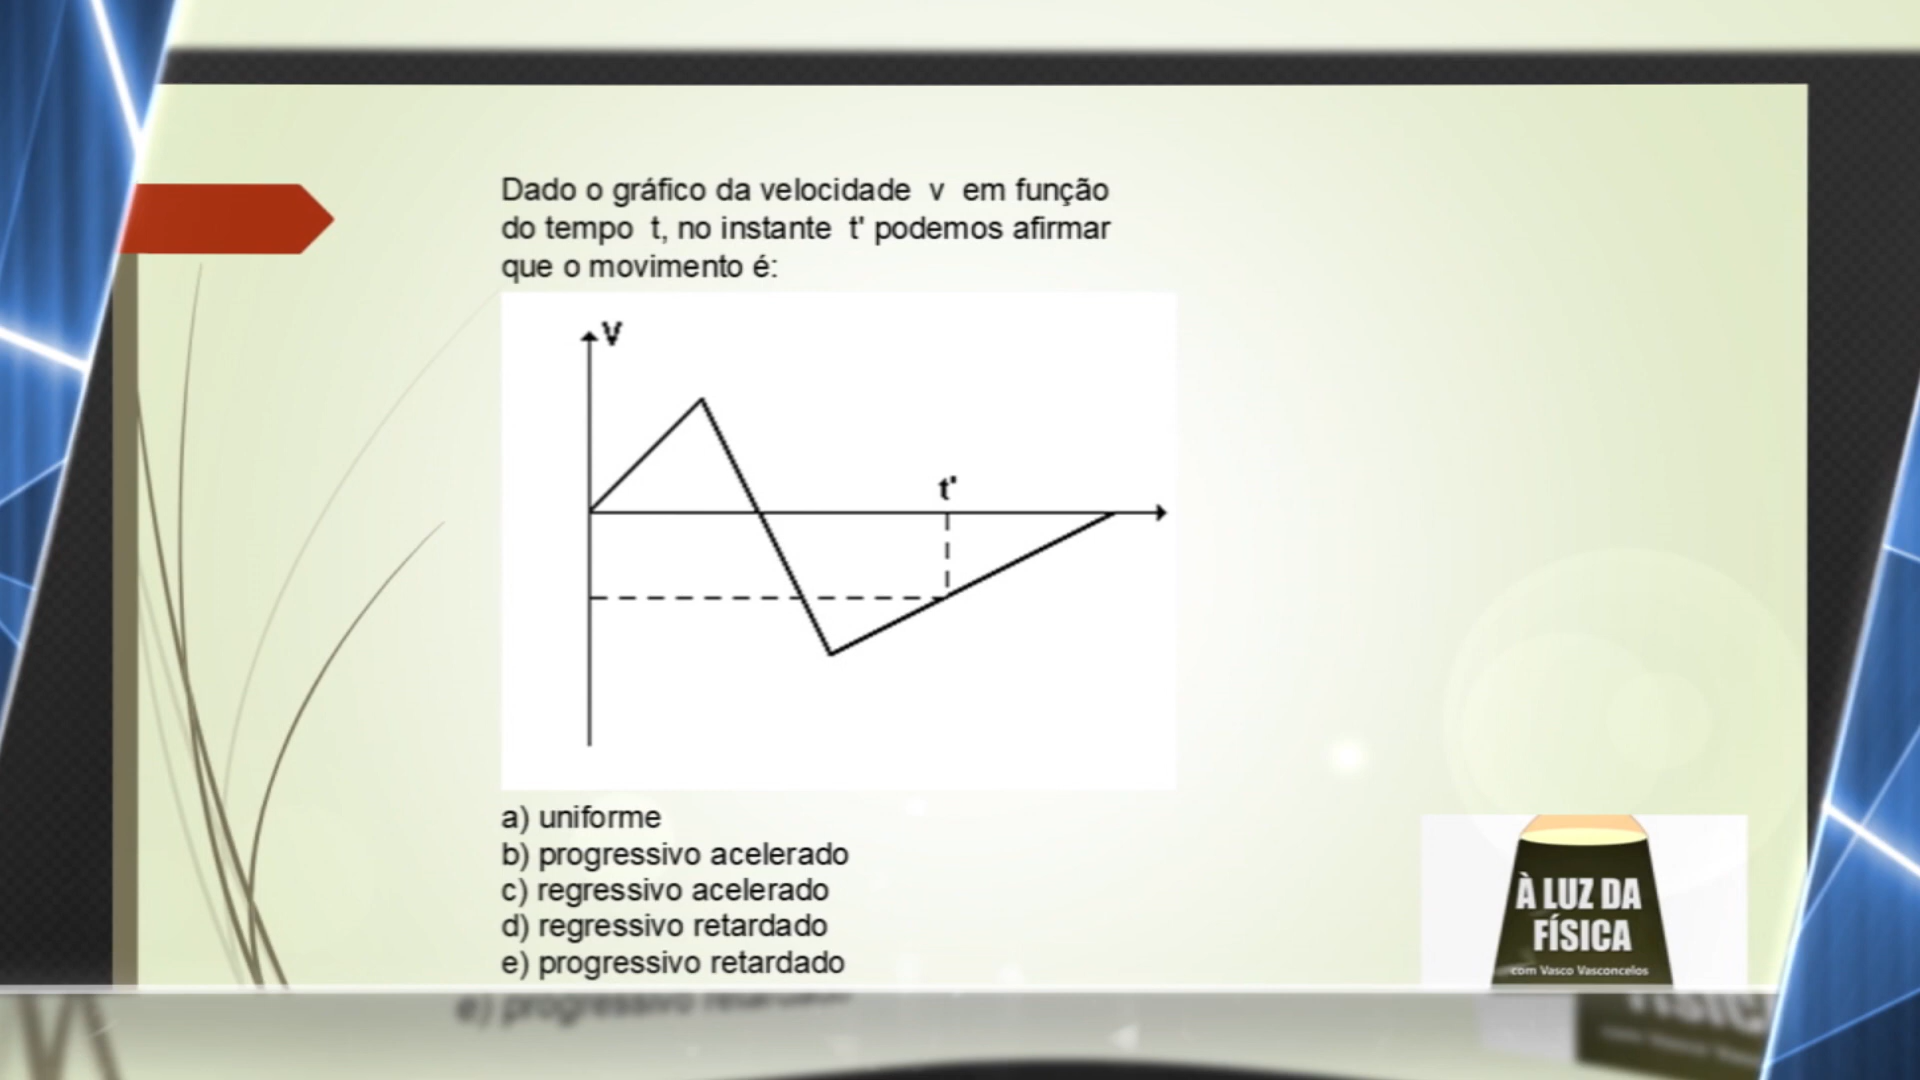 Dado o gráfico da velocidade v em função
do tempo t, no instante t' podemos afirmar
que o movimento é:
V
t'
a) uniforme
b) progressivo acelerado
c) regressivo acelerado
d) regressivo retardado
e) progressivo retardado
À LUZ DA
FÍSICA
com Vasco Vasconcelos